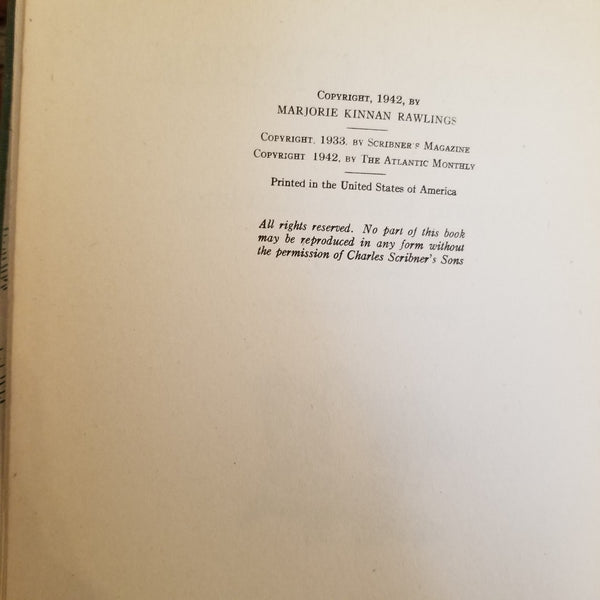 COPYRIGHT, 1942, BY
MARJORIE KINNAN RAWLINGS
COPYRIGHT, 1933, BY SCRIBNER'S MAGAZINE
COPYRIGHT 1942, BY THE ATLANTIC MONTHLY
Printed in the United States of America
All rights reserved. No part of this book
may be reproduced in any form without
the permission of Charles Scribner's Sons